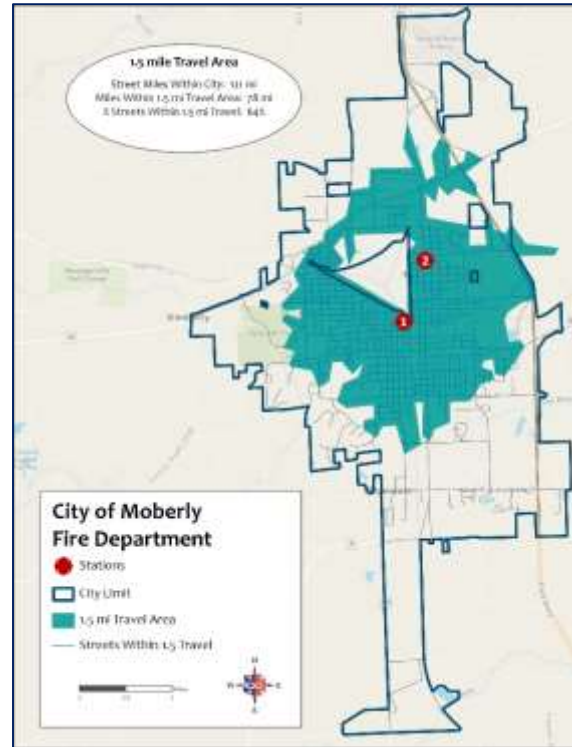 1.5 mile Travel Area
Street Miles Within City: 121 mi
Miles Within 1.5 mi Travel Area: 78 mi
% Streets Within 1.5 mi Travel: 64%
2
1
City of Moberly
Fire Department
Stations
City Limit
1.5 mi Travel Area
Streets Within 1.5 Travel
N
W
E
S